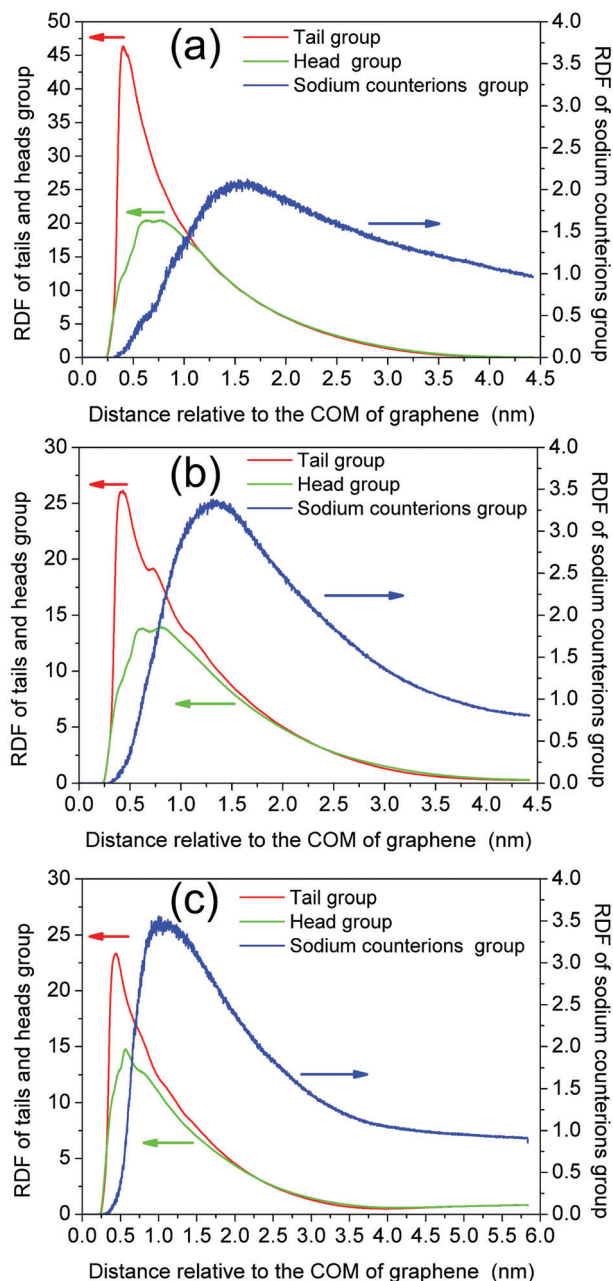 (a)
Tail group
Head group
Sodium counterions group
RDF of tails and heads group
50
45
40
35
30
25
20
15
10
5
0
4.0
3.5
3.0
2.5
2.0
1.5
1.0
0.5
0.0
RDF of sodium counterions group
0.0 0.5 1.0 1.5 2.0 2.5 3.0 3.5 4.0 4.5
Distance relative to the COM of graphene (nm)
(b)
Tail group
Head group
Sodium counterions group
RDF of tails and heads group
30
25
20
15
10
5
0
4.0
3.5
3.0
2.5
2.0
1.5
1.0
0.5
0.0
RDF of sodium counterions group
0.0 0.5 1.0 1.5 2.0 2.5 3.0 3.5 4.0 4.5
Distance relative to the COM of graphene (nm)
(c)
Tail group
Head group
Sodium counterions group
RDF of tails and heads group
30
25
20
15
10
5
0
4.0
3.5
3.0
2.5
2.0
1.5
1.0
0.5
0.0
RDF of sodium counterions group
0.0 0.5 1.0 1.5 2.0 2.5 3.0 3.5 4.0 4.5 5.0 5.5 6.0
Distance relative to the COM of graphene (nm)